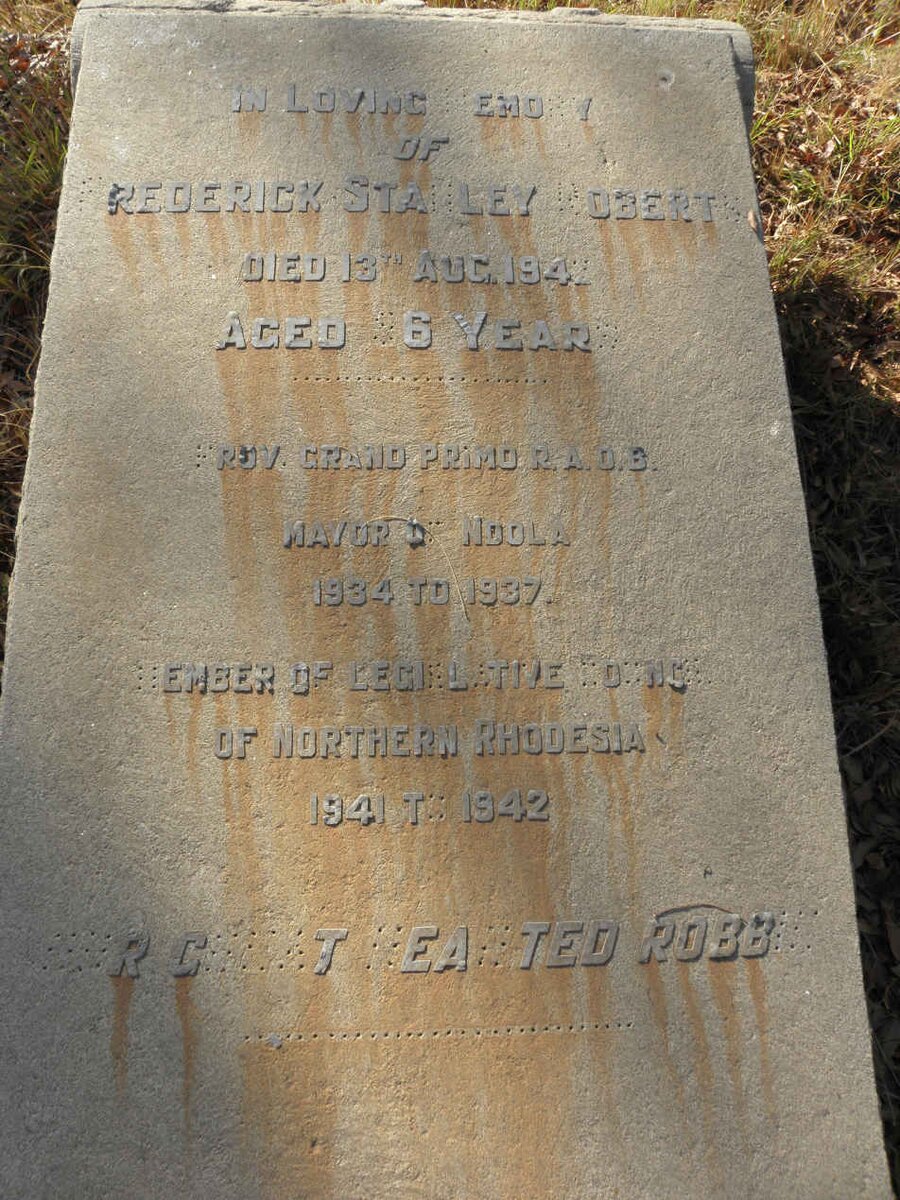 IN LOVING EMO Y
OF
REDERICK STA LEY OBERT
DIED 13TH AUG. 194
AGED 6 YEAR
ROV. GRAND PRIMO R.A.O.B.
MAYOR O NDOLA
1934 TO 1937.
EMBER OF LEGI L TIVE O NC
OF NORTHERN RHODESIA
1941 T 1942
R C T EA TED ROBB